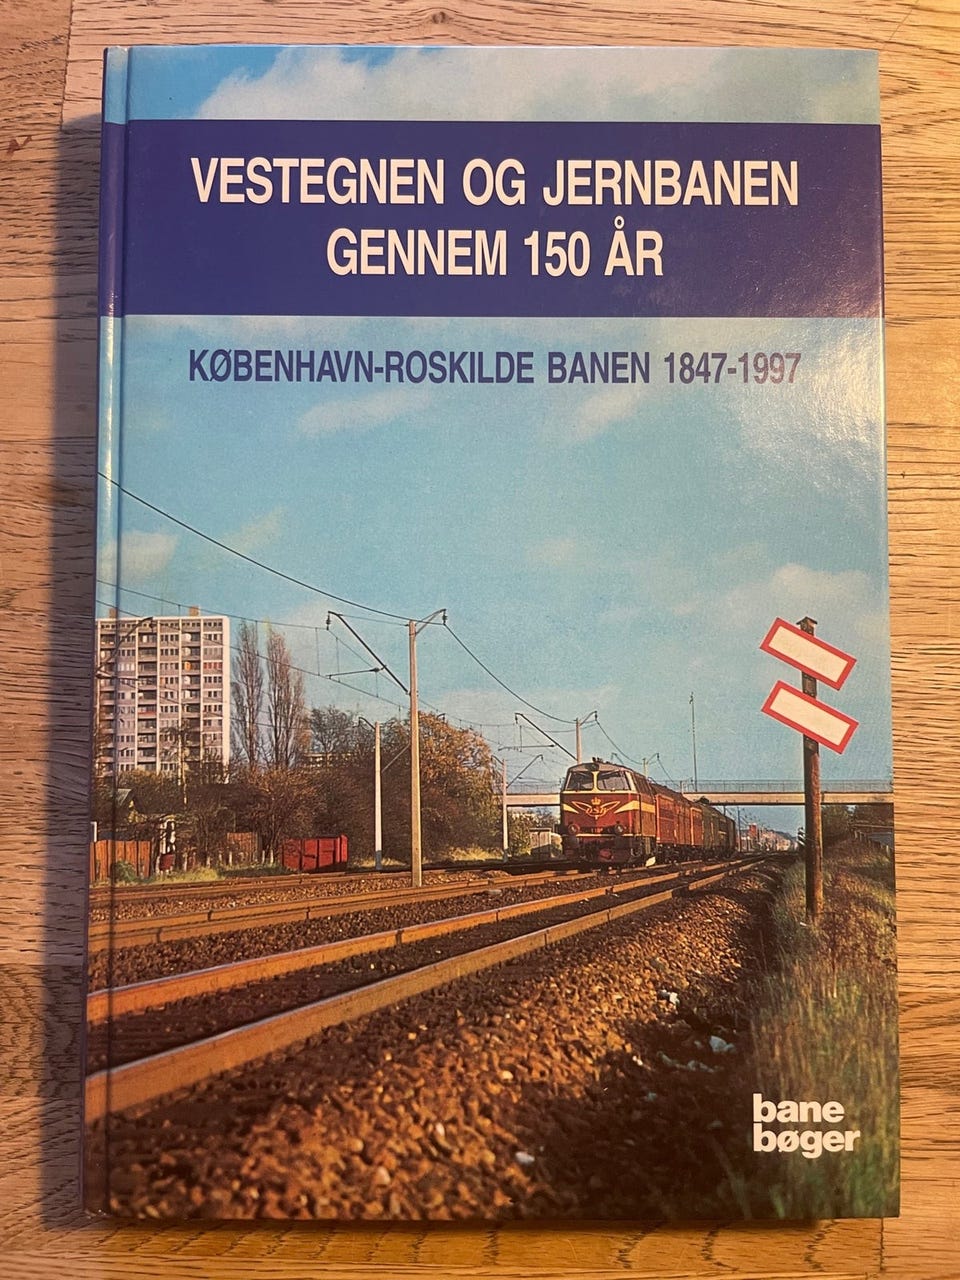 VESTEGNEN OG JERNBANEN
GENNEM 150 ÅR
KØBENHAVN-ROSKILDE BANEN 1847-1997
bane
bøger